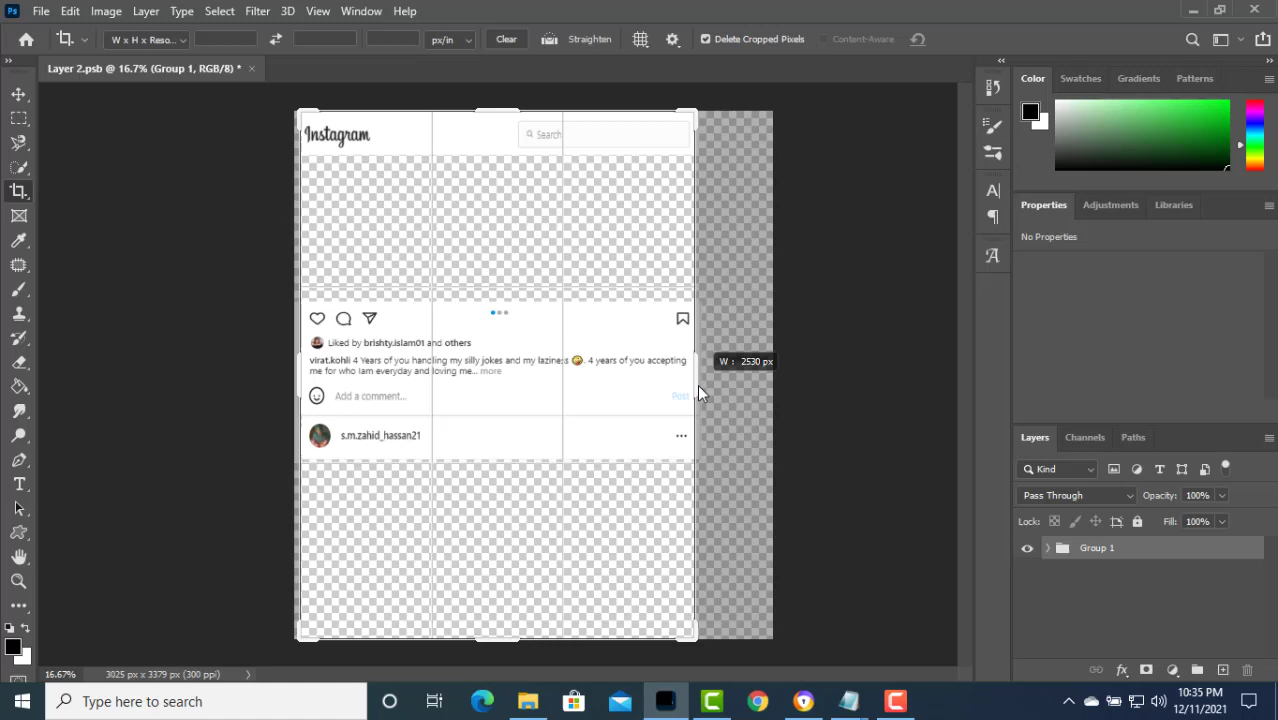 Ps File Edit Image Layer Type Select Filter 3D View Window Help
W x H x Reso... px/in Clear Straighten Delete Cropped Pixels Content-Aware
Layer 2.psb @ 16.7% (Group 1, RGB/8) *
Color Swatches Gradients Patterns
Instagram
Search
Properties Adjustments Libraries
No Properties
Liked by brishty.islam01 and others
virat.kohli 4 Years of you handling my silly jokes and my laziness 🤪. 4 years of you accepting
me for who Iam everyday and loving me... more
W : 2530 px
Add a comment... Post
s.m.zahid_hassan21
Layers Channels Paths
Kind
Pass Through Opacity: 100%
Lock: Fill: 100%
Group 1
16.67% 3025 px x 3379 px (300 ppi)
Type here to search
10:35 PM
12/11/2021